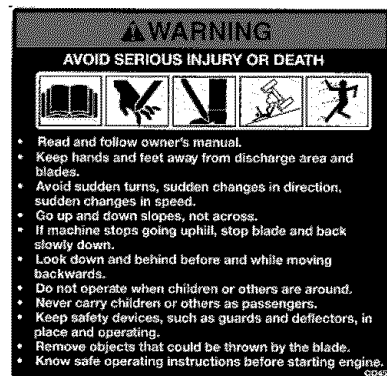 WARNING
AVOID SERIOUS INJURY OR DEATH
• Read and follow owner's manual.
• Keep hands and feet away from discharge area and
blades.
• Avoid sudden turns, sudden changes in direction,
sudden changes in speed.
• Go up and down slopes, not across.
• If machine stops going uphill, stop blade and back
slowly down.
• Look down and behind before and while moving
backwards.
• Do not operate when children or others are around.
• Never carry children or others as passengers.
• Keep safety devices, such as guards and deflectors, in
place and operating.
• Remove objects that could be thrown by the blade.
• Know safe operating instructions before starting engine.